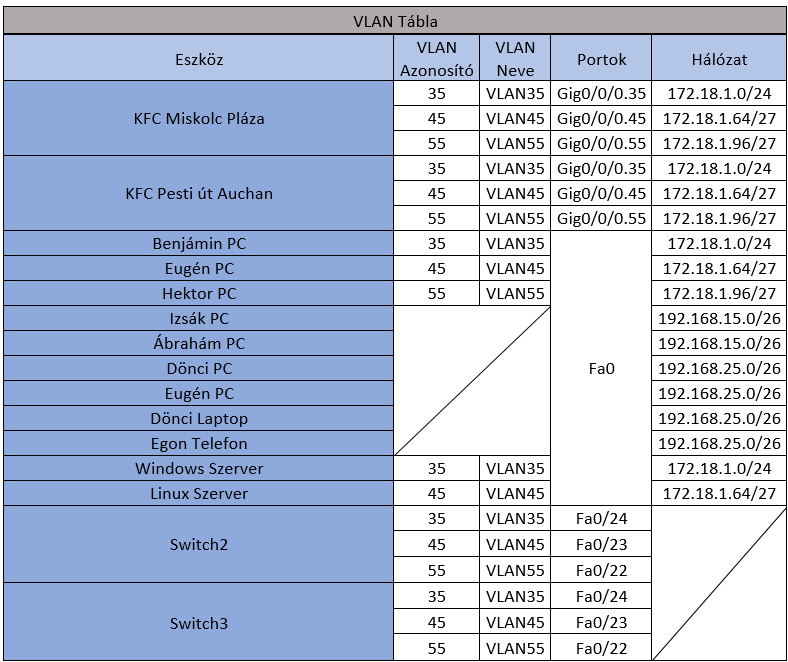 VLAN Tábla
Eszköz VLAN Azonosító VLAN Neve Portok Hálózat
KFC Miskolc Pláza 35 VLAN35 Gig0/0/0.35 172.18.1.0/24
45 VLAN45 Gig0/0/0.45 172.18.1.64/27
55 VLAN55 Gig0/0/0.55 172.18.1.96/27
KFC Pesti út Auchan 35 VLAN35 Gig0/0/0.35 172.18.1.0/24
45 VLAN45 Gig0/0/0.45 172.18.1.64/27
55 VLAN55 Gig0/0/0.55 172.18.1.96/27
Benjámin PC 35 VLAN35 Fa0 172.18.1.0/24
Eugén PC 45 VLAN45 172.18.1.64/27
Hektor PC 55 VLAN55 172.18.1.96/27
Izsák PC 192.168.15.0/26
Ábrahám PC 192.168.15.0/26
Dönci PC 192.168.25.0/26
Eugén PC 192.168.25.0/26
Dönci Laptop 192.168.25.0/26
Egon Telefon 192.168.25.0/26
Windows Szerver 35 VLAN35 172.18.1.0/24
Linux Szerver 45 VLAN45 172.18.1.64/27
Switch2 35 VLAN35 Fa0/24
45 VLAN45 Fa0/23
55 VLAN55 Fa0/22
Switch3 35 VLAN35 Fa0/24
45 VLAN45 Fa0/23
55 VLAN55 Fa0/22